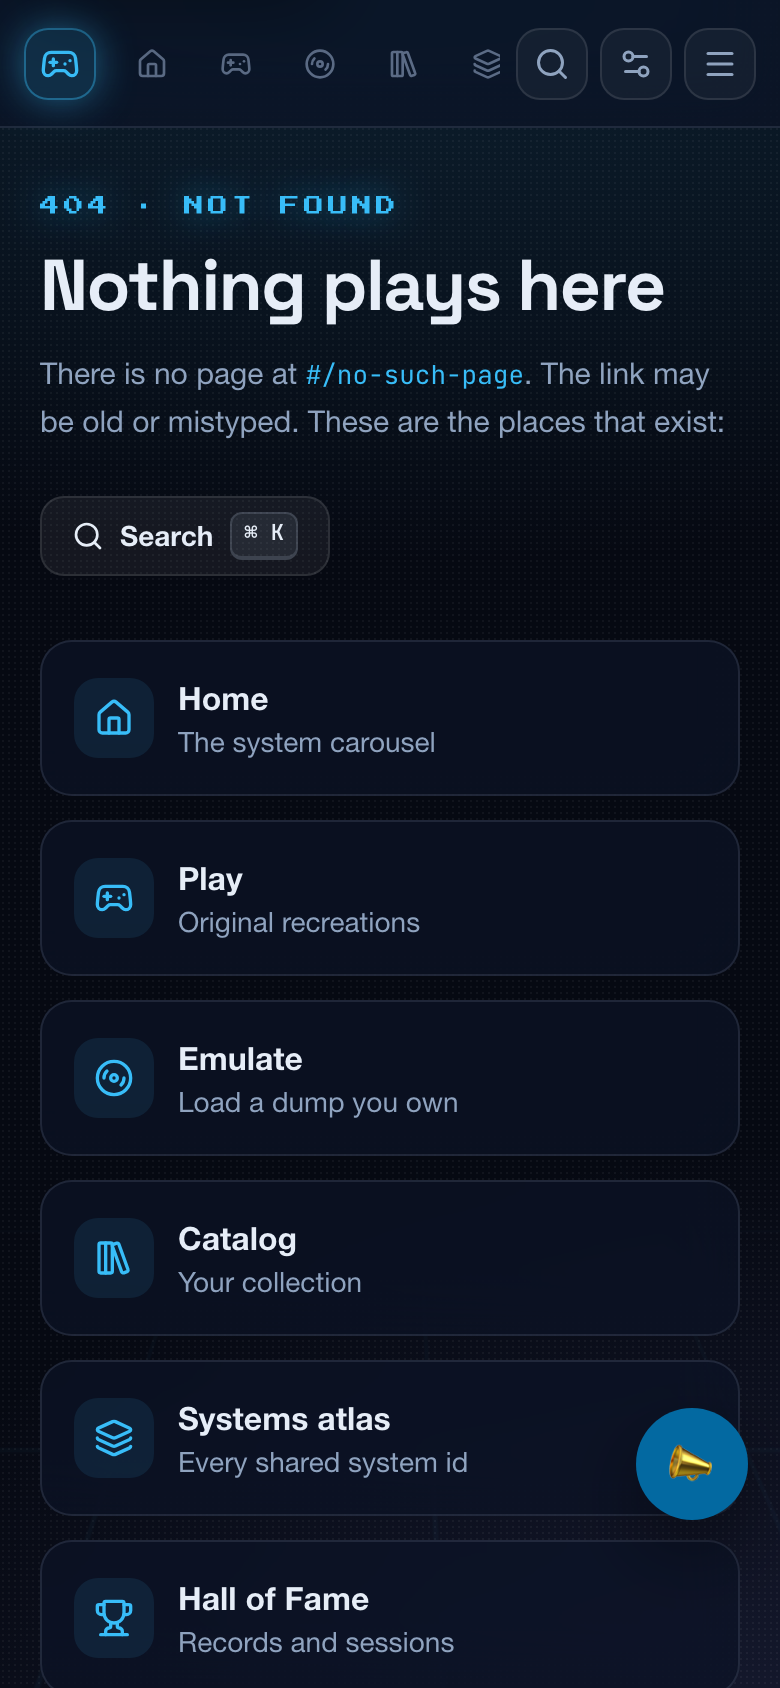 404 · NOT FOUND
Nothing plays here
There is no page at #/no-such-page. The link may
be old or mistyped. These are the places that exist:
Search ⌘ K
Home
The system carousel
Play
Original recreations
Emulate
Load a dump you own
Catalog
Your collection
Systems atlas
Every shared system id
Hall of Fame
Records and sessions